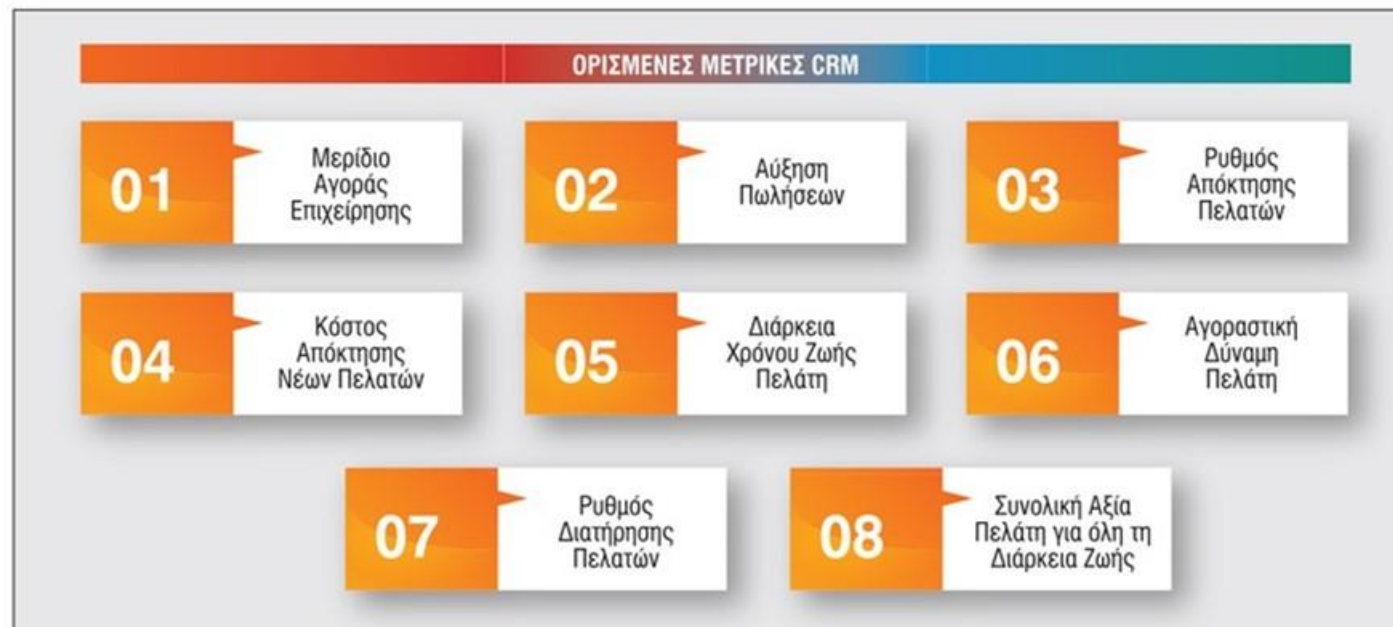 ΟΡΙΣΜΕΝΕΣ ΜΕΤΡΙΚΕΣ CRM
01
Μερίδιο
Αγοράς
Επιχείρησης
02
Αύξηση
Πωλήσεων
03
Ρυθμός
Απόκτησης
Πελατών
04
Κόστος
Απόκτησης
Νέων Πελατών
05
Διάρκεια
Χρόνου Ζωής
Πελάτη
06
Αγοραστική
Δύναμη
Πελάτη
07
Ρυθμός
Διατήρησης
Πελατών
08
Συνολική Αξία
Πελάτη για όλη τη
Διάρκεια Ζωής